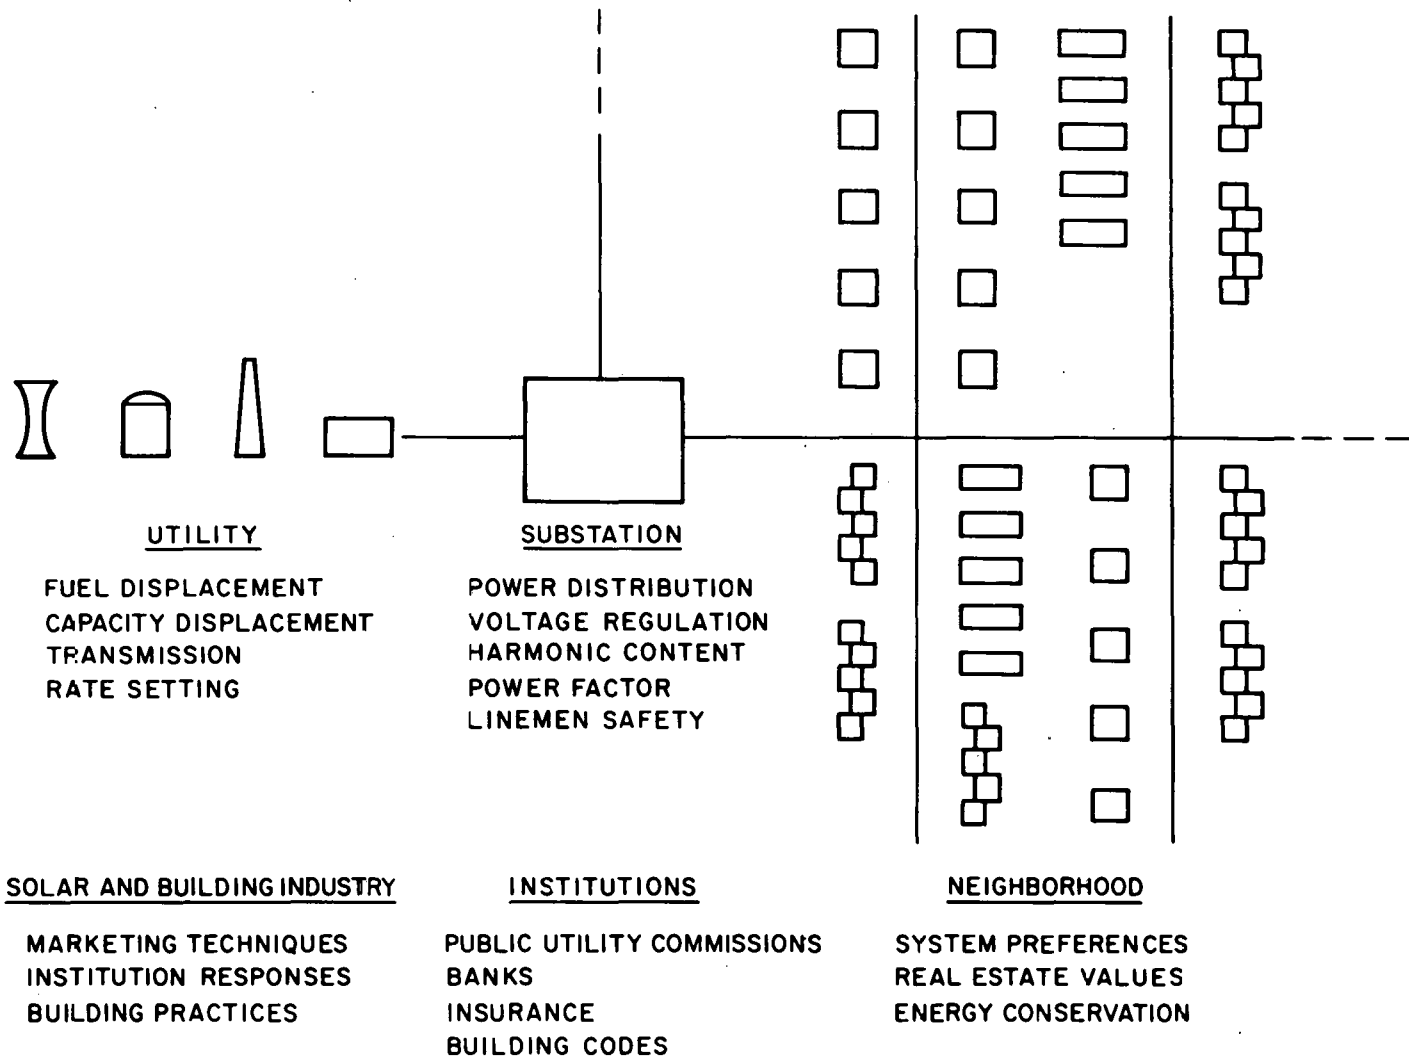 UTILITY
FUEL DISPLACEMENT
CAPACITY DISPLACEMENT
TRANSMISSION
RATE SETTING
SUBSTATION
POWER DISTRIBUTION
VOLTAGE REGULATION
HARMONIC CONTENT
POWER FACTOR
LINEMEN SAFETY
SOLAR AND BUILDING INDUSTRY
MARKETING TECHNIQUES
INSTITUTION RESPONSES
BUILDING PRACTICES
INSTITUTIONS
PUBLIC UTILITY COMMISSIONS
BANKS
INSURANCE
BUILDING CODES
NEIGHBORHOOD
SYSTEM PREFERENCES
REAL ESTATE VALUES
ENERGY CONSERVATION